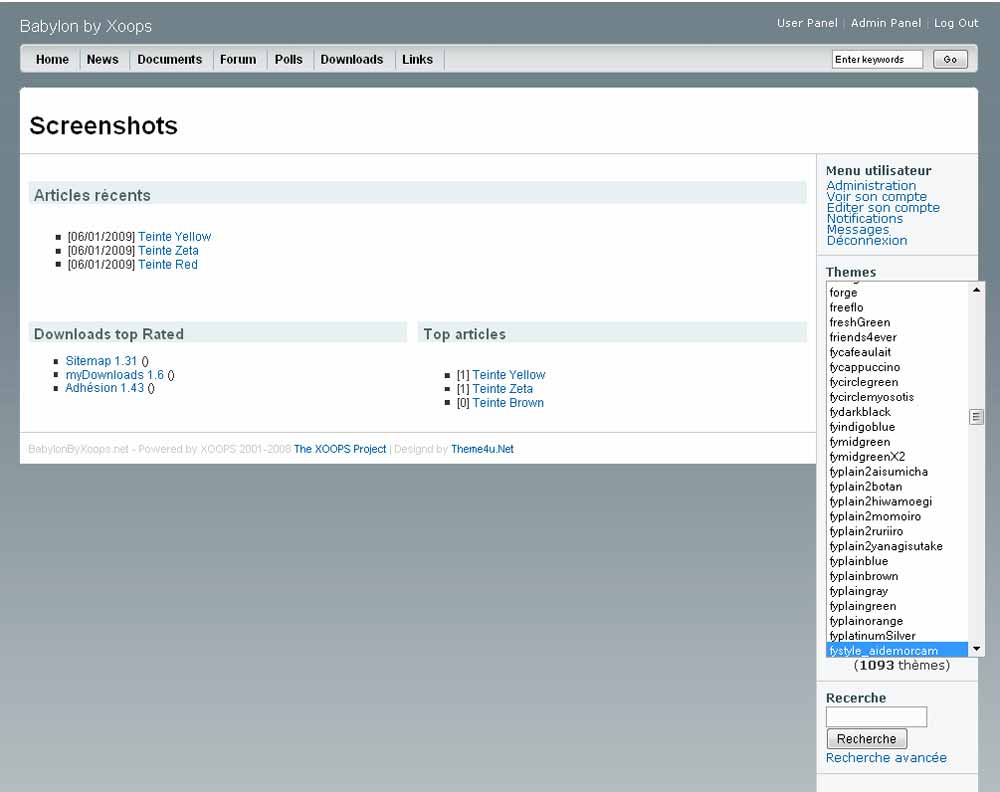 Babylon by Xoops
User Panel | Admin Panel | Log Out
Home News Documents Forum Polls Downloads Links
Enter keywords Go
Screenshots
Articles récents
[06/01/2009] Teinte Yellow
[06/01/2009] Teinte Zeta
[06/01/2009] Teinte Red
Downloads top Rated
Sitemap 1.31 ()
myDownloads 1.6 ()
Adhésion 1.43 ()
Top articles
[1] Teinte Yellow
[1] Teinte Zeta
[0] Teinte Brown
BabylonByXoops.net - Powered by XOOPS 2001-2008 The XOOPS Project | Designd by Theme4u.Net
Menu utilisateur
Administration
Voir son compte
Editer son compte
Notifications
Messages
Déconnexion
Themes
forge
freeflo
freshGreen
friends4ever
fycafeaulait
fycappuccino
fycirclegreen
fycirclemyosotis
fydarkblack
fyindigoblue
fymidgreen
fymidgreenX2
fyplain2aisumicha
fyplain2botan
fyplain2hiwamoegi
fyplain2momoiro
fyplain2ruriiro
fyplain2yanagisutake
fyplainblue
fyplainbrown
fyplaingray
fyplaingreen
fyplainorange
fyplatinumSilver
fystyle_aidemorcam
(1093 thèmes)
Recerche
Recherche
Recherche avancée